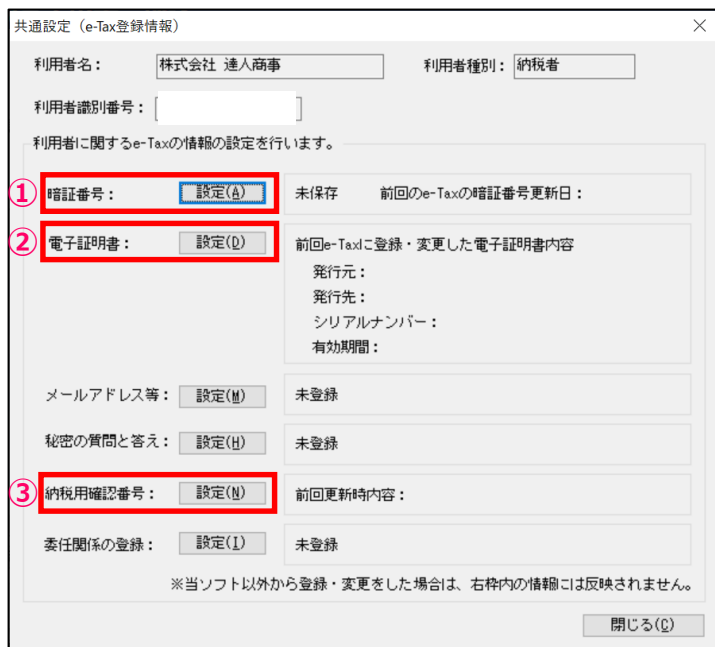 共通設定（e-Tax登録情報）
利用者名： 株式会社 達人商事 利用者種別： 納税者
利用者識別番号：
利用者に関するe-Taxの情報の設定を行います。
① 暗証番号： 設定(A) 未保存 前回のe-Taxの暗証番号更新日：
② 電子証明書： 設定(D) 前回e-Taxに登録・変更した電子証明書内容
発行元：
発行先：
シリアルナンバー：
有効期間：
メールアドレス等： 設定(M) 未登録
秘密の質問と答え： 設定(H) 未登録
③ 納税用確認番号： 設定(N) 前回更新時内容：
委任関係の登録： 設定(I) 未登録
※当ソフト以外から登録・変更をした場合は、右枠内の情報には反映されません。
閉じる(C)